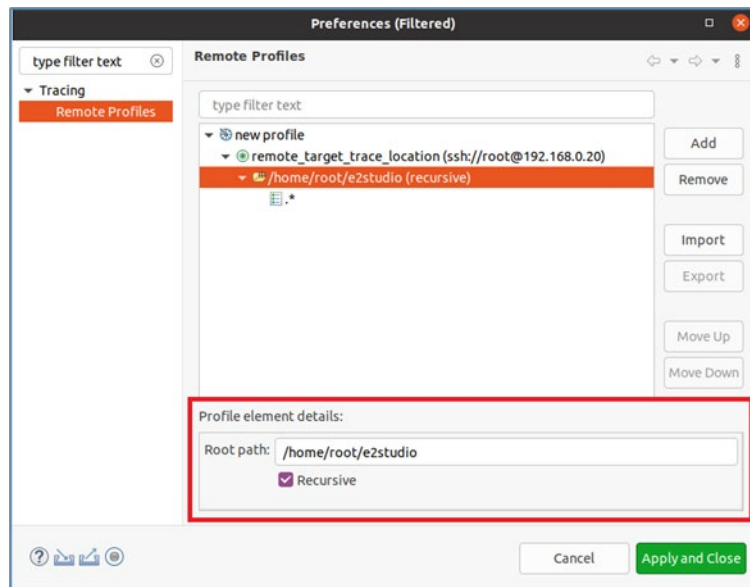 Preferences (Filtered)
type filter text
Tracing
Remote Profiles
Remote Profiles
type filter text
new profile
remote_target_trace_location (ssh://root@192.168.0.20)
/home/root/e2studio (recursive)
.*
Add
Remove
Import
Export
Move Up
Move Down
Profile element details:
Root path: /home/root/e2studio
Recursive
Cancel
Apply and Close